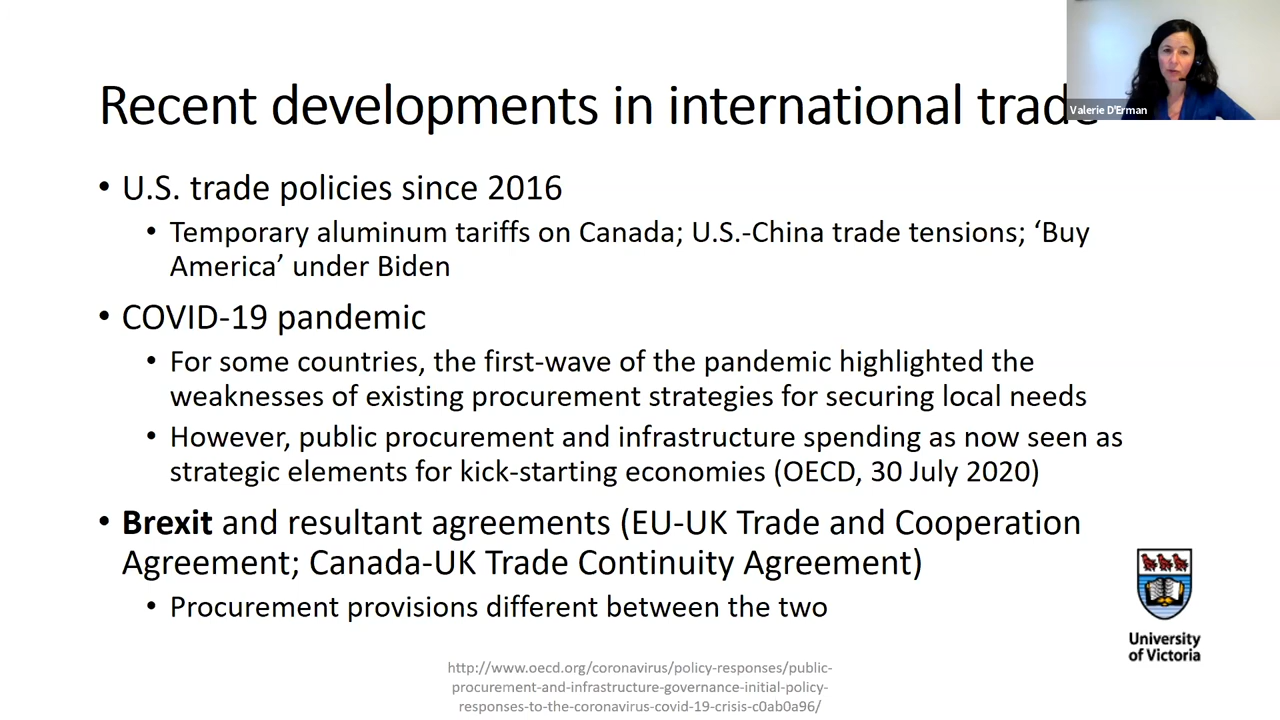 Recent developments in international trade
Valerie D'Erman
• U.S. trade policies since 2016
• Temporary aluminum tariffs on Canada; U.S.-China trade tensions; ‘Buy
America’ under Biden
• COVID-19 pandemic
• For some countries, the first-wave of the pandemic highlighted the
weaknesses of existing procurement strategies for securing local needs
• However, public procurement and infrastructure spending as now seen as
strategic elements for kick-starting economies (OECD, 30 July 2020)
• Brexit and resultant agreements (EU-UK Trade and Cooperation
Agreement; Canada-UK Trade Continuity Agreement)
• Procurement provisions different between the two
University
of Victoria
http://www.oecd.org/coronavirus/policy-responses/public-
procurement-and-infrastructure-governance-initial-policy-
responses-to-the-coronavirus-covid-19-crisis-c0ab0a96/